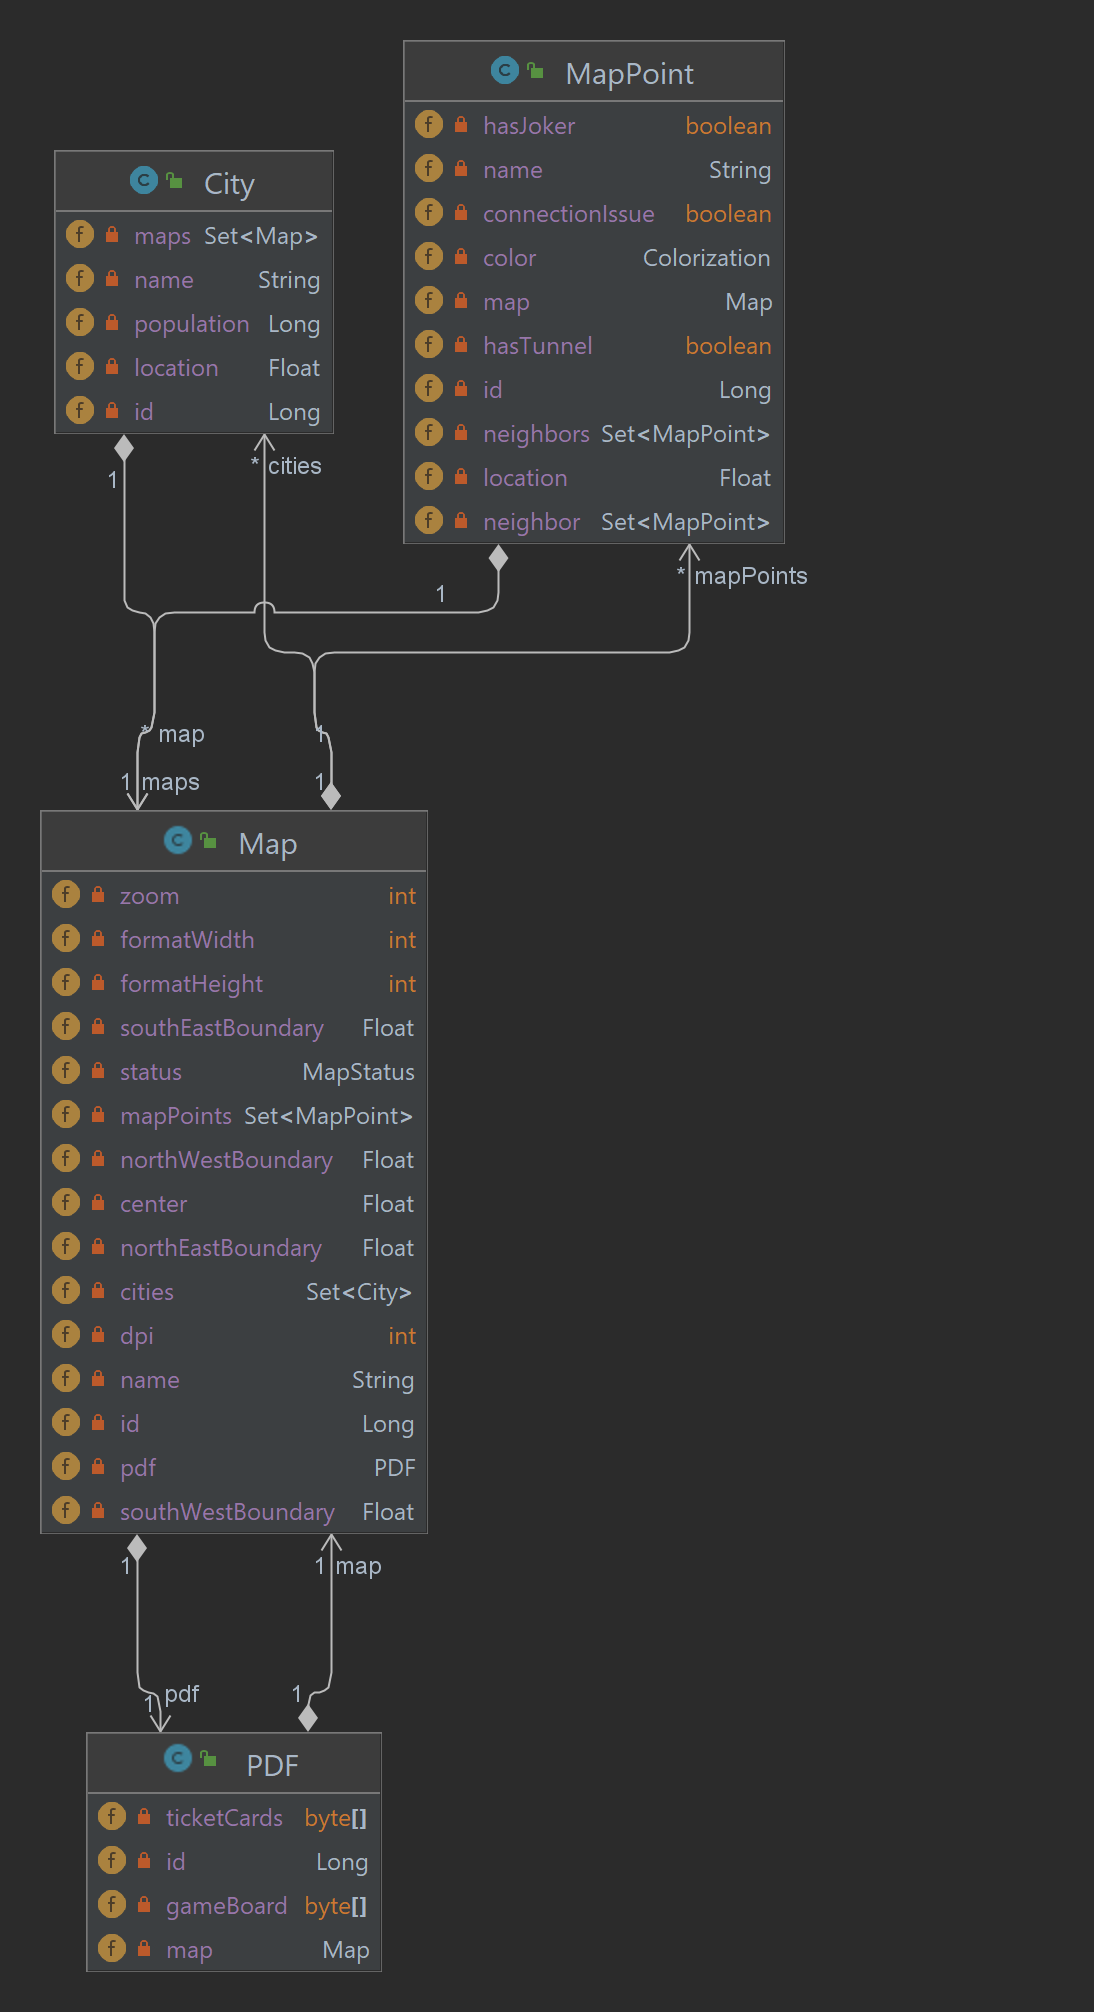 MapPoint
hasJoker boolean
name String
connectionIssue boolean
color Colorization
map Map
hasTunnel boolean
id Long
neighbors Set<MapPoint>
location Float
neighbor Set<MapPoint>
City
maps Set<Map>
name String
population Long
location Float
id Long
1
* cities
* mapPoints
1
* map
1
1 maps
1
Map
zoom int
formatWidth int
formatHeight int
southEastBoundary Float
status MapStatus
mapPoints Set<MapPoint>
northWestBoundary Float
center Float
northEastBoundary Float
cities Set<City>
dpi int
name String
id Long
pdf PDF
southWestBoundary Float
1
1 map
1 pdf
1
PDF
ticketCards byte[]
id Long
gameBoard byte[]
map Map